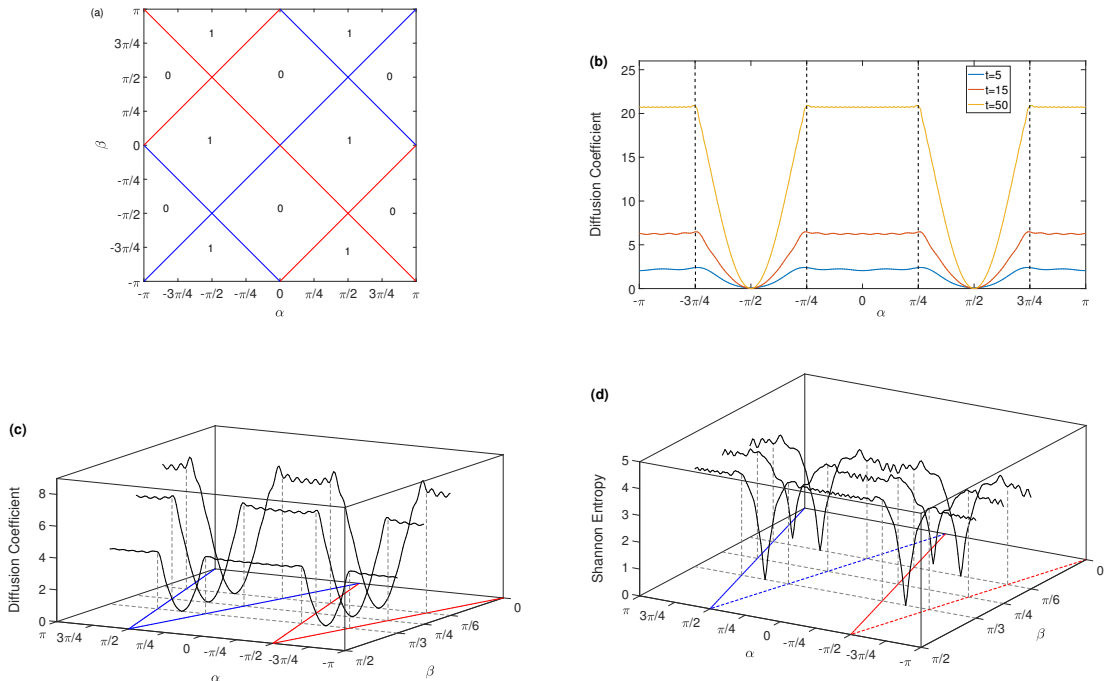 (a)
π
3π/4
π/2
π/4
0
-π/4
-π/2
-3π/4
-π
β
1 1
0 0 0
1 1
0 0 0
1 1
-π -3π/4 -π/2 -π/4 0 π/4 π/2 3π/4 π
α
(b)
25
20
15
10
5
0
Diffusion Coefficient
t=5
t=15
t=50
-π -3π/4 -π/2 -π/4 0 π/4 π/2 3π/4 π
α
(c)
8
6
4
2
0
Diffusion Coefficient
π 3π/4 π/2 π/4 0 -π/4 -π/2 -3π/4 -π
α
π/2 π/3 π/4 π/6 0
β
(d)
5
4
3
2
1
0
Shannon Entropy
π 3π/4 π/2 π/4 0 -π/4 -π/2 -3π/4 -π
α
π/2 π/3 π/4 π/6 0
β